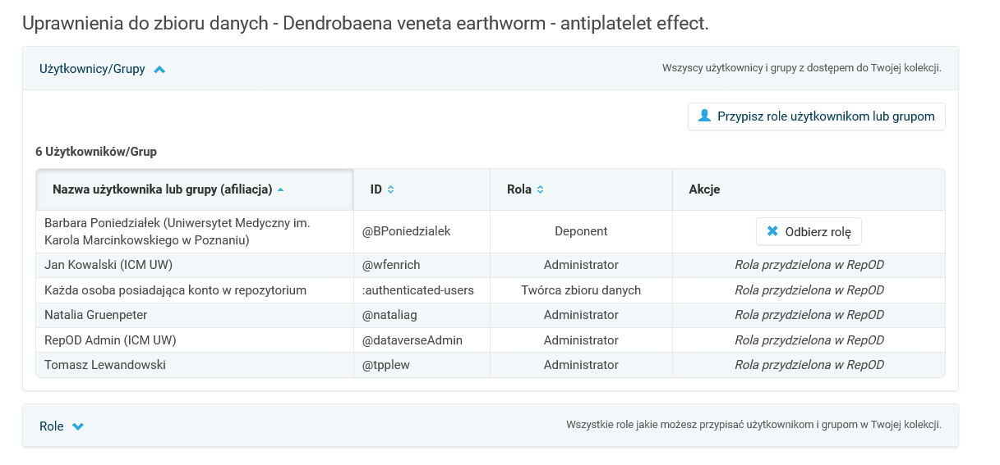 Uprawnienia do zbioru danych - Dendrobaena veneta earthworm - antiplatelet effect.
Użytkownicy/Grupy
Wszyscy użytkownicy i grupy z dostępem do Twojej kolekcji.
Przypisz role użytkownikom lub grupom
6 Użytkowników/Grup
Nazwa użytkownika lub grupy (afiliacja) ID Rola Akcje
Barbara Poniedziałek (Uniwersytet Medyczny im.
Karola Marcinkowskiego w Poznaniu) @BPoniedzialek Deponent Odbierz rolę
Jan Kowalski (ICM UW) @wfenrich Administrator Rola przydzielona w RepOD
Każda osoba posiadająca konto w repozytorium :authenticated-users Twórca zbioru danych Rola przydzielona w RepOD
Natalia Gruenpeter @nataliag Administrator Rola przydzielona w RepOD
RepOD Admin (ICM UW) @dataverseAdmin Administrator Rola przydzielona w RepOD
Tomasz Lewandowski @tpplew Administrator Rola przydzielona w RepOD
Role
Wszystkie role jakie możesz przypisać użytkownikom i grupom w Twojej kolekcji.